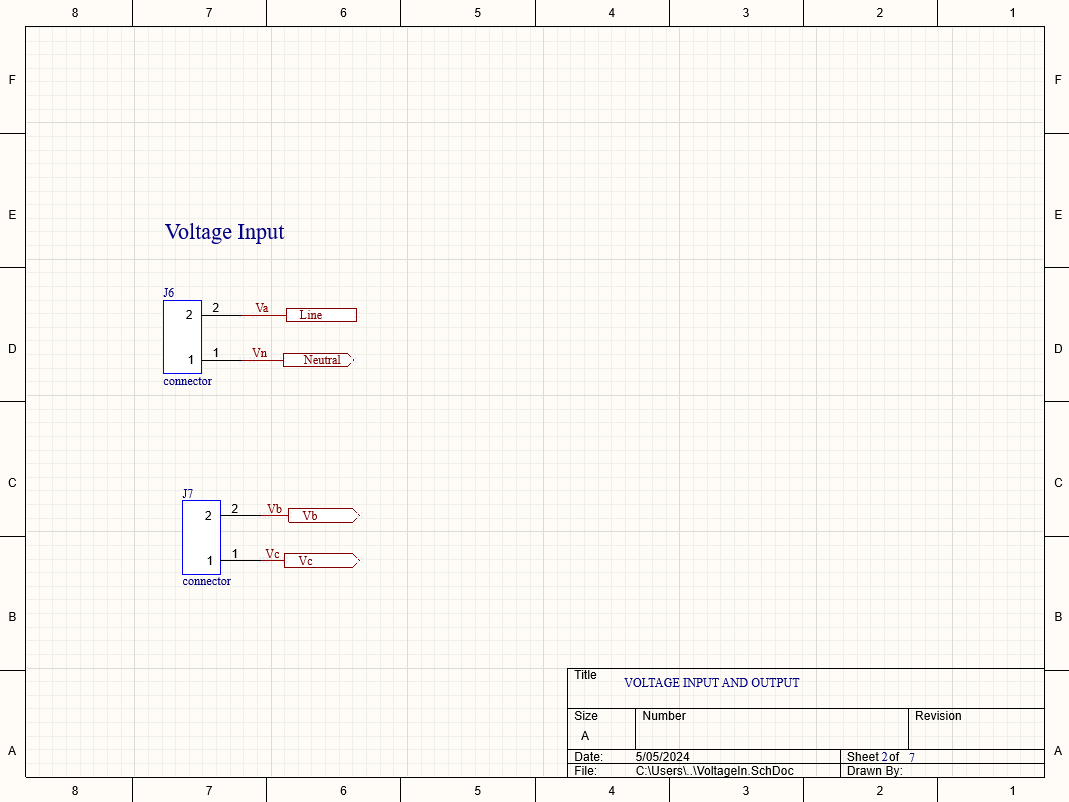 8 7 6 5 4 3 2 1
F F
E E
Voltage Input
J6
2 2 Va Line
D D
1 1 Vn Neutral
connector
C C
J7
2 2 Vb Vb
1 1 Vc Vc
connector
B B
Title VOLTAGE INPUT AND OUTPUT
Size Number Revision
A
A A
Date: 5/05/2024 Sheet 2 of 7
File: C:\Users\..\VoltageIn.SchDoc Drawn By:
8 7 6 5 4 3 2 1